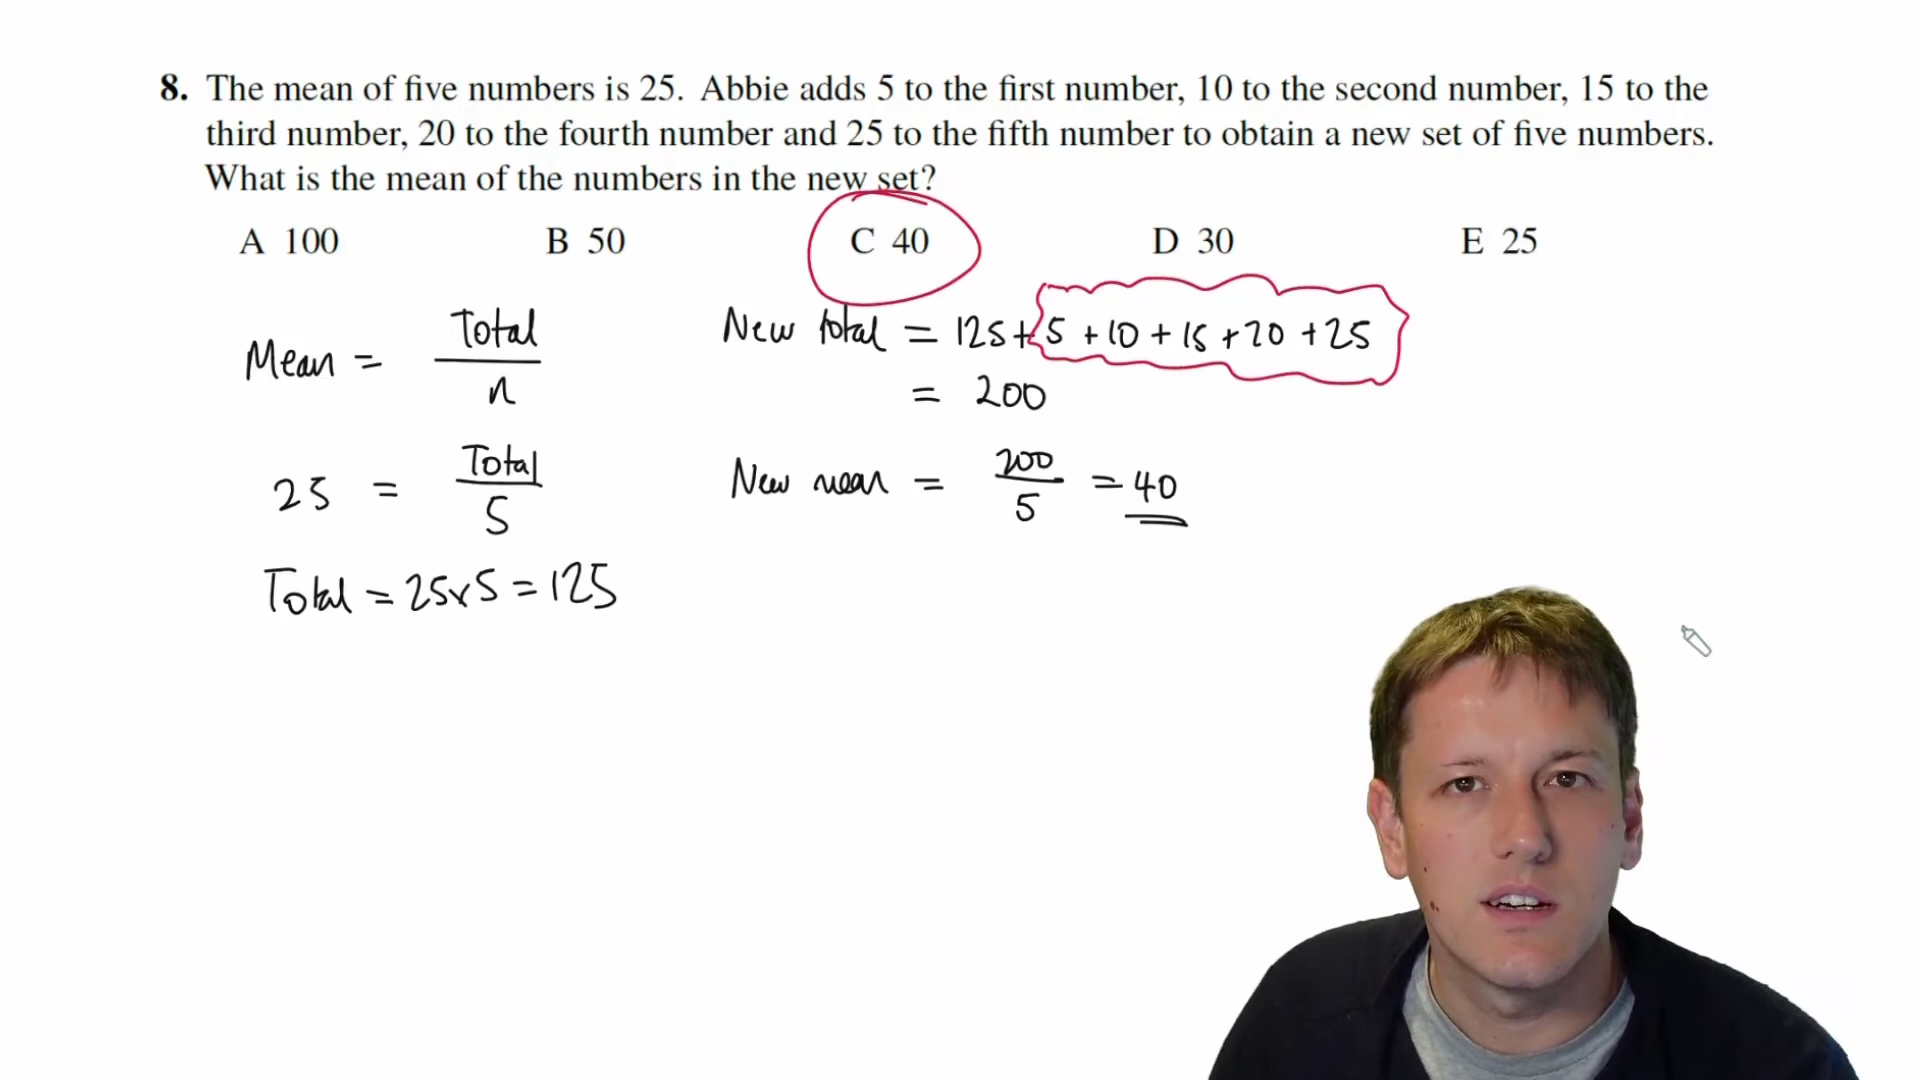 8. The mean of five numbers is 25. Abbie adds 5 to the first number, 10 to the second number, 15 to the
third number, 20 to the fourth number and 25 to the fifth number to obtain a new set of five numbers.
What is the mean of the numbers in the new set?
A 100 B 50 C 40 D 30 E 25
Mean = Total / n
25 = Total / 5
Total = 25 x 5 = 125
New total = 125 + 5 + 10 + 15 + 20 + 25
= 200
New mean = 200 / 5 = 40